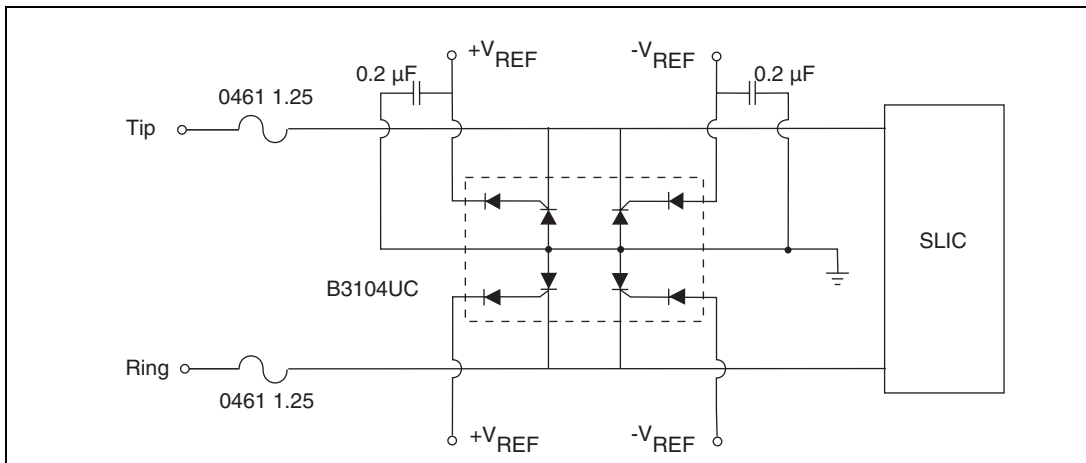 +VREF
-VREF
0.2 µF
0.2 µF
0461 1.25
Tip
SLIC
B3104UC
Ring
0461 1.25
+VREF
-VREF